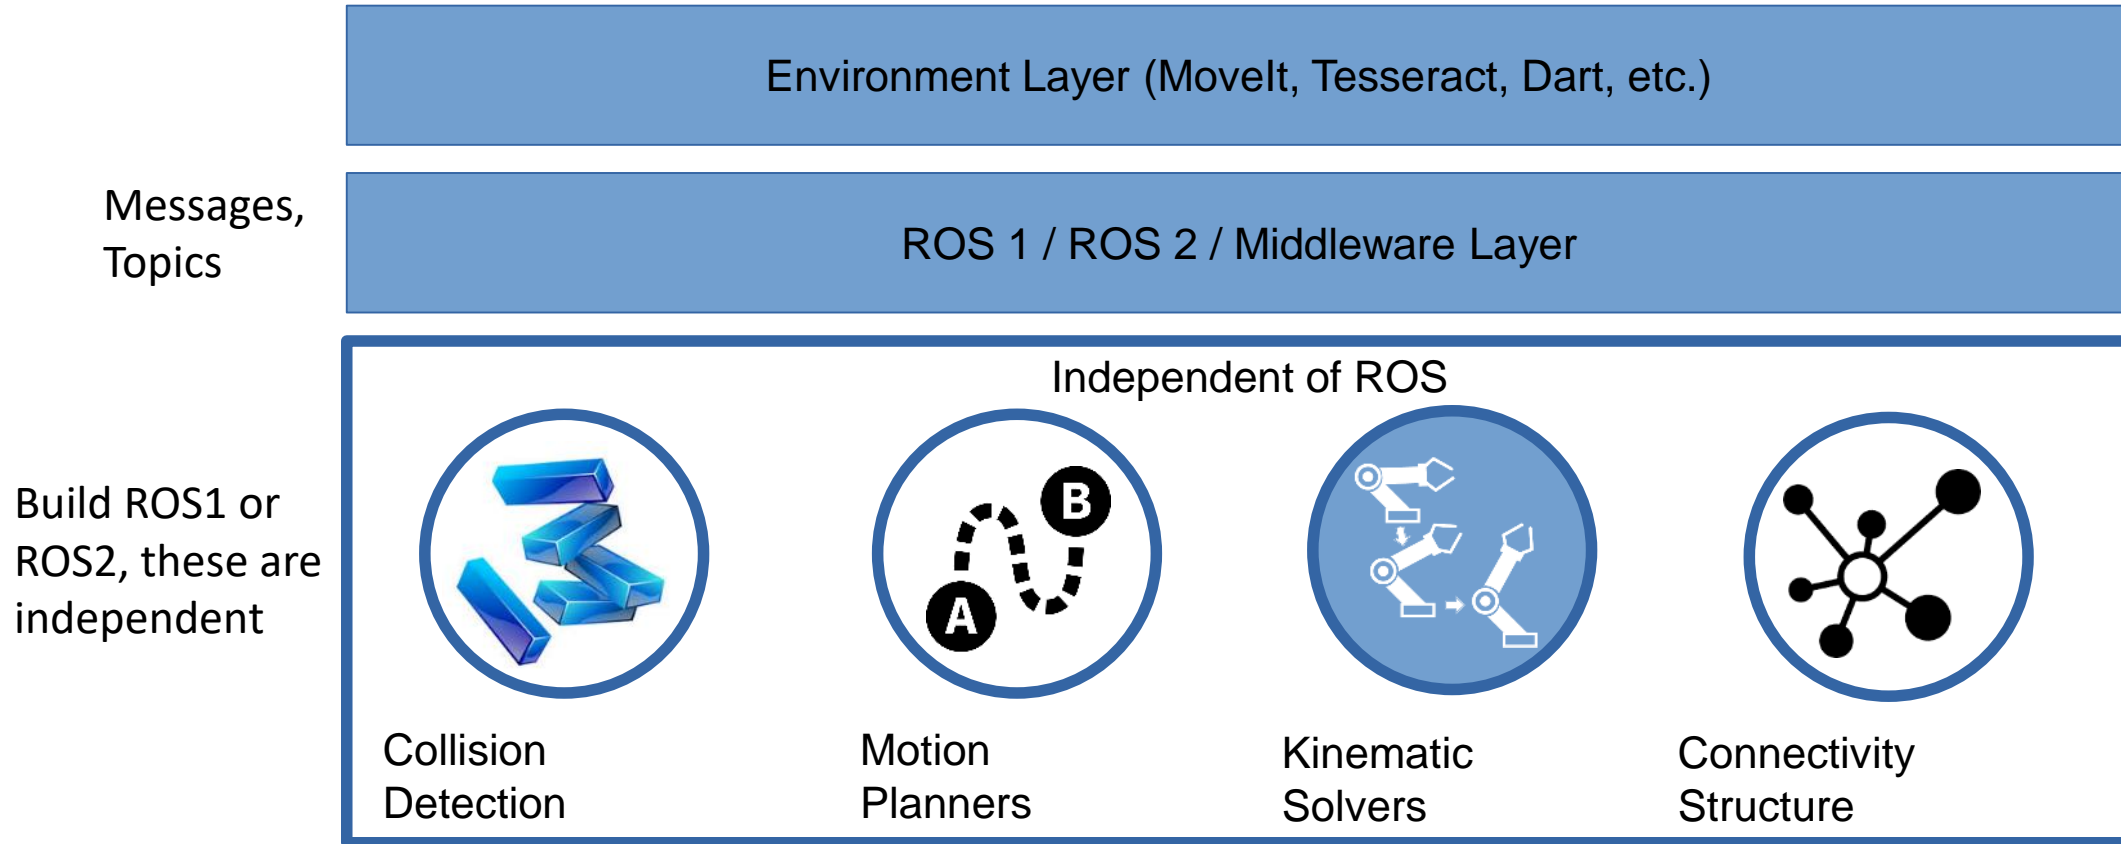 Environment Layer (MoveIt, Tesseract, Dart, etc.)
Messages,
Topics
ROS 1 / ROS 2 / Middleware Layer
Independent of ROS
Build ROS1 or
ROS2, these are
independent
A
B
Collision
Detection
Motion
Planners
Kinematic
Solvers
Connectivity
Structure